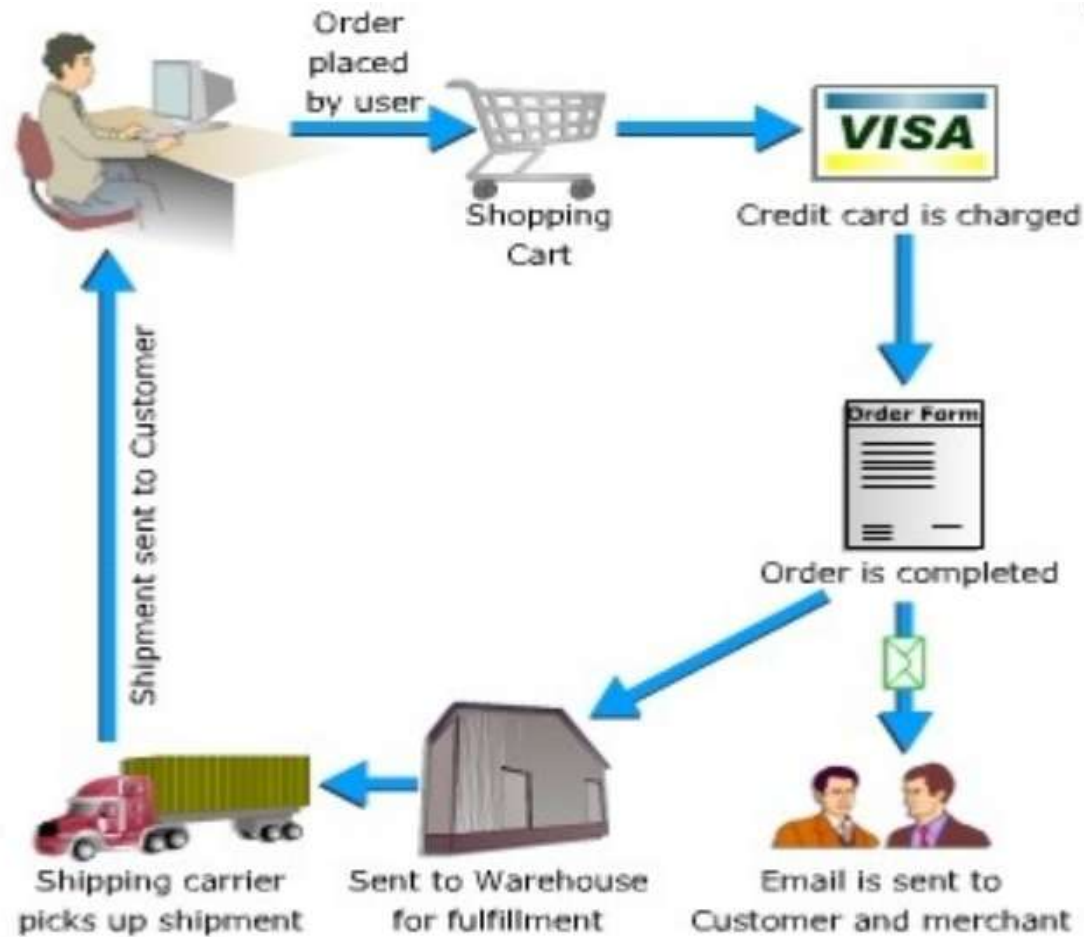 Order
placed
by user
Shopping
Cart
VISA
Credit card is charged
Order Form
Order is completed
Shipment sent to Customer
Shipping carrier
picks up shipment
Sent to Warehouse
for fulfillment
Email is sent to
Customer and merchant